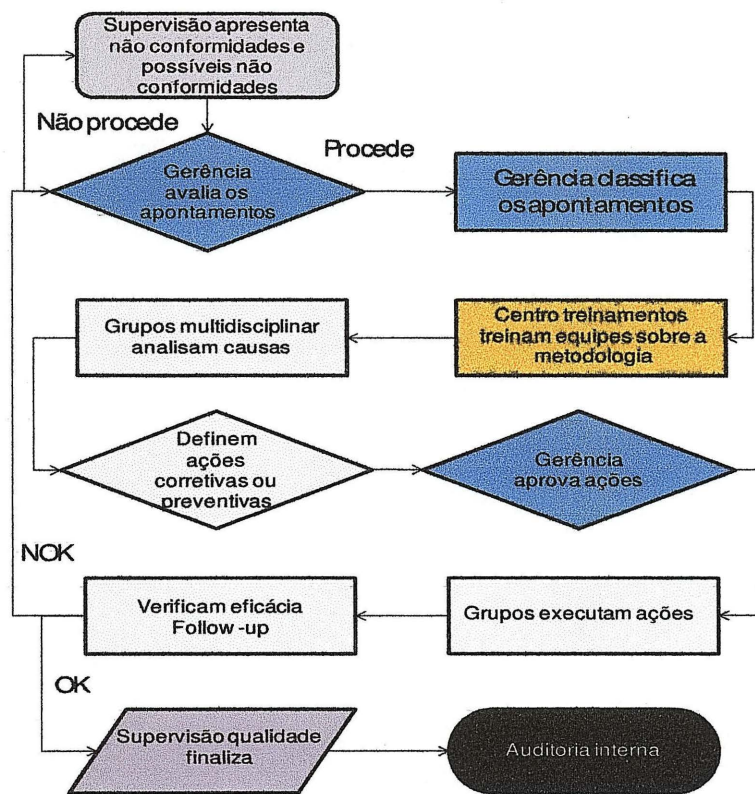 Supervisão apresenta
não conformidades e
possíveis não
conformidades
Não procede
Procede
Gerência
avalia os
apontamentos
Gerência classifica
os apontamentos
Grupos multidisciplinar
analisam causas
Centro treinamentos
treinam equipes sobre a
metodologia
Definem
ações
corretivas ou
preventivas
Gerência
aprova ações
NOK
Verificam eficácia
Follow -up
Grupos executam ações
OK
Supervisão qualidade
finaliza
Auditoria interna